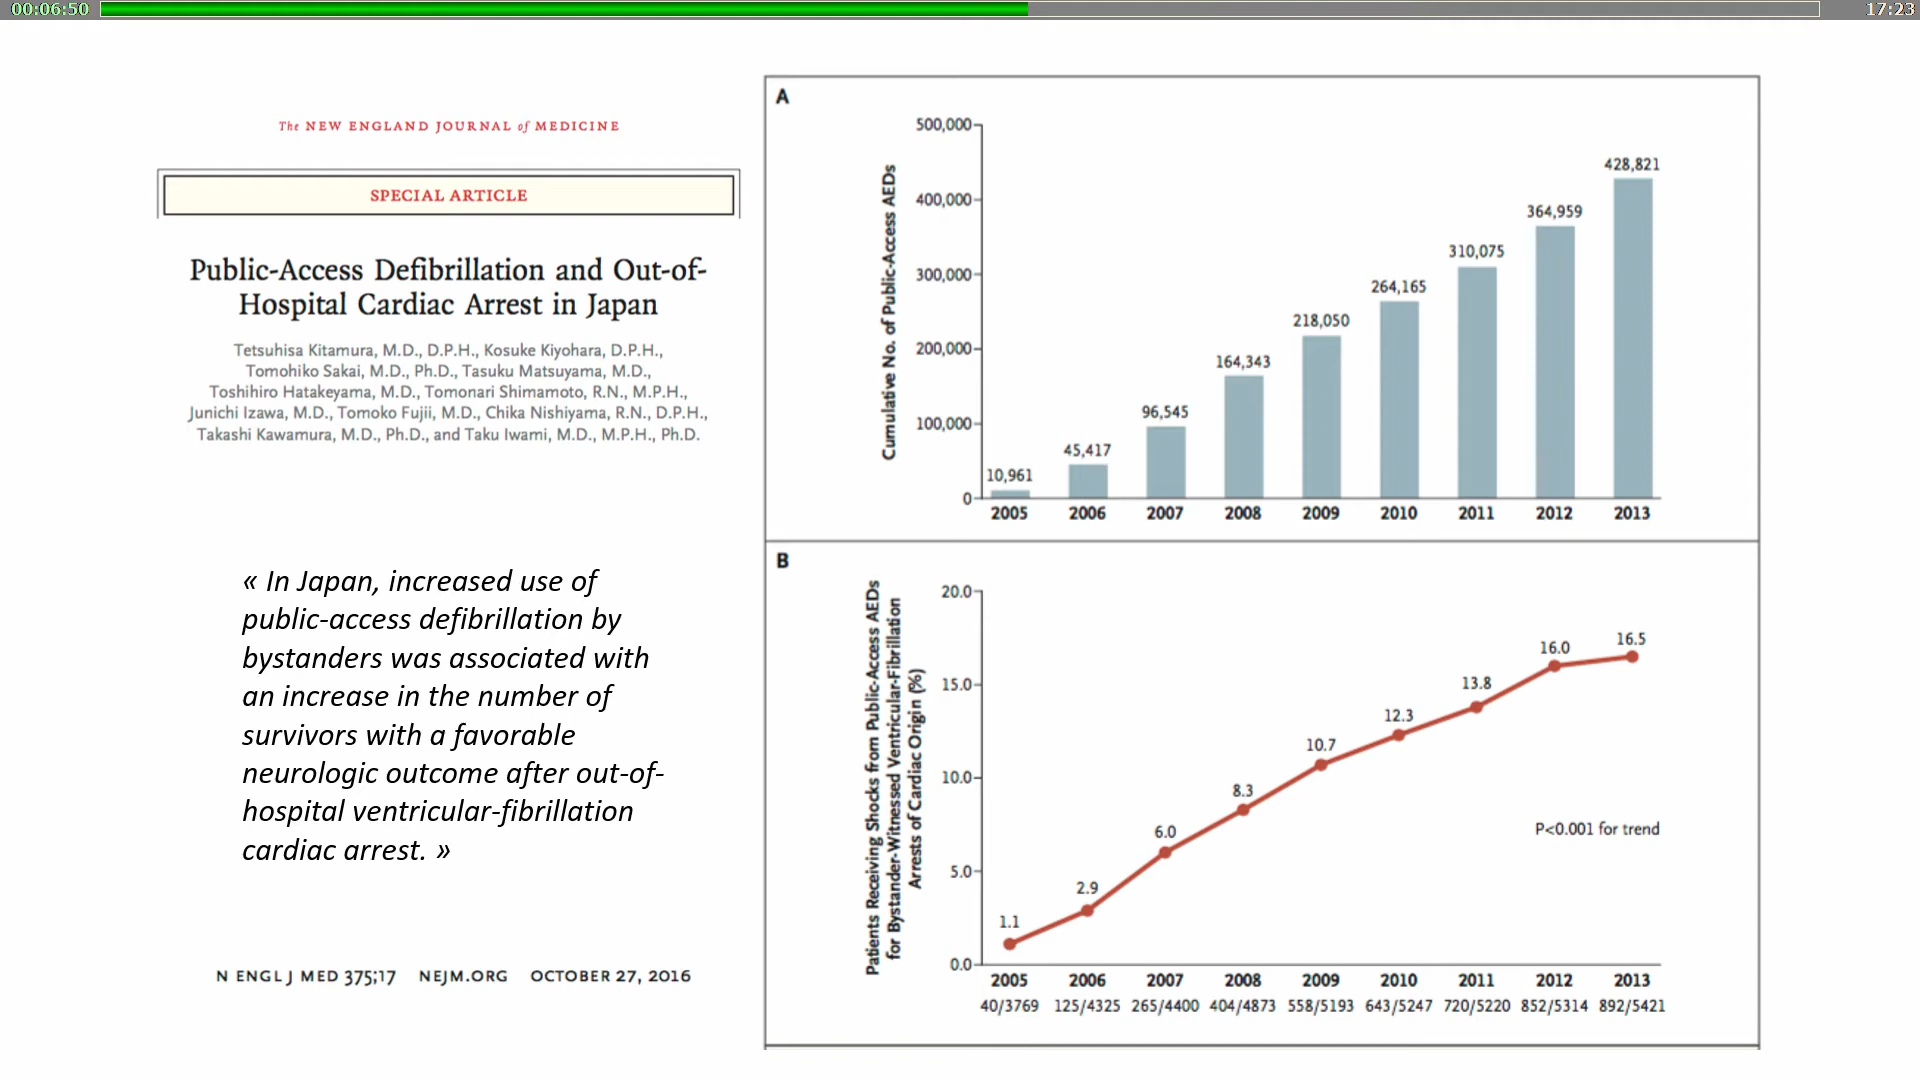 00:06:50
17:23
The NEW ENGLAND JOURNAL of MEDICINE
SPECIAL ARTICLE
Public-Access Defibrillation and Out-of-
Hospital Cardiac Arrest in Japan
Tetsuhisa Kitamura, M.D., D.P.H., Kosuke Kiyohara, D.P.H.,
Tomohiko Sakai, M.D., Ph.D., Tasuku Matsuyama, M.D.,
Toshihiro Hatakeyama, M.D., Tomonari Shimamoto, R.N., M.P.H.,
Junichi Izawa, M.D., Tomoko Fujii, M.D., Chika Nishiyama, R.N., D.P.H.,
Takashi Kawamura, M.D., Ph.D., and Taku Iwami, M.D., M.P.H., Ph.D.
« In Japan, increased use of
public-access defibrillation by
bystanders was associated with
an increase in the number of
survivors with a favorable
neurologic outcome after out-of-
hospital ventricular-fibrillation
cardiac arrest. »
N ENGL J MED 375;17 NEJM.ORG OCTOBER 27, 2016
A
Cumulative No. of Public-Access AEDs
500,000
400,000
300,000
200,000
100,000
0
10,961
45,417
96,545
164,343
218,050
264,165
310,075
364,959
428,821
2005 2006 2007 2008 2009 2010 2011 2012 2013
B
Patients Receiving Shocks from Public-Access AEDs
for Bystander-Witnessed Ventricular-Fibrillation
Arrests of Cardiac Origin (%)
20.0
15.0
10.0
5.0
0.0
1.1
2.9
6.0
8.3
10.7
12.3
13.8
16.0
16.5
P<0.001 for trend
2005 2006 2007 2008 2009 2010 2011 2012 2013
40/3769 125/4325 265/4400 404/4873 558/5193 643/5247 720/5220 852/5314 892/5421